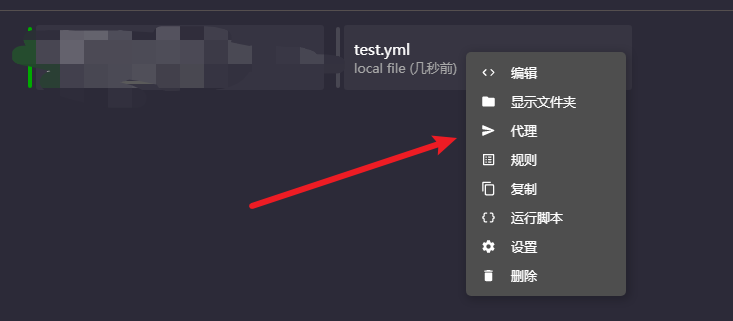 test.yml
local file (几秒前)
编辑
显示文件夹
代理
规则
复制
运行脚本
设置
删除